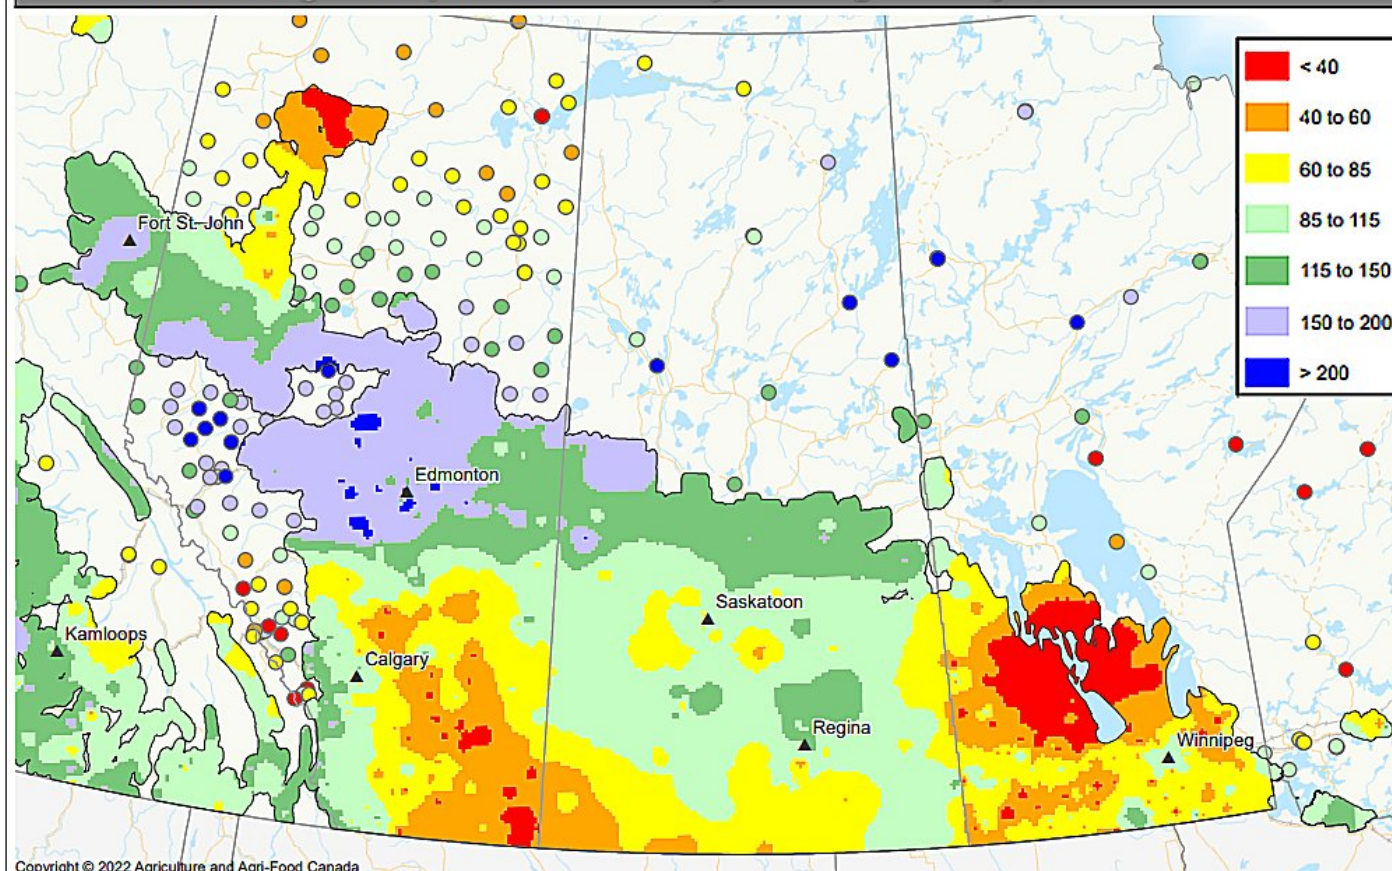 < 40
40 to 60
60 to 85
85 to 115
115 to 150
150 to 200
> 200
Fort St. John
Edmonton
Saskatoon
Kamloops
Calgary
Regina
Winnipeg
Copyright © 2022 Agriculture and Agri-Food Canada